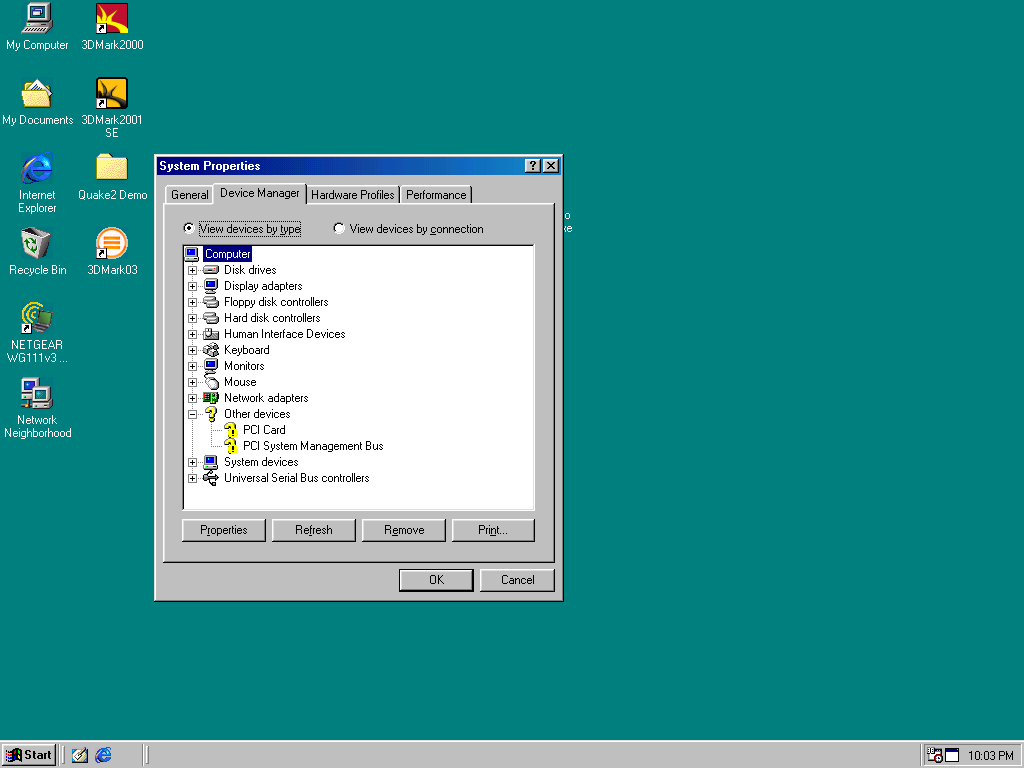 My Computer
3DMark2000
My Documents
3DMark2001
SE
Internet
Explorer
Quake2 Demo
Recycle Bin
3DMark03
NETGEAR
WG111v3 ...
Network
Neighborhood
System Properties
General
Device Manager
Hardware Profiles
Performance
View devices by type
View devices by connection
Computer
Disk drives
Display adapters
Floppy disk controllers
Hard disk controllers
Human Interface Devices
Keyboard
Monitors
Mouse
Network adapters
Other devices
PCI Card
PCI System Management Bus
System devices
Universal Serial Bus controllers
Properties
Refresh
Remove
Print...
OK
Cancel
Start
10:03 PM